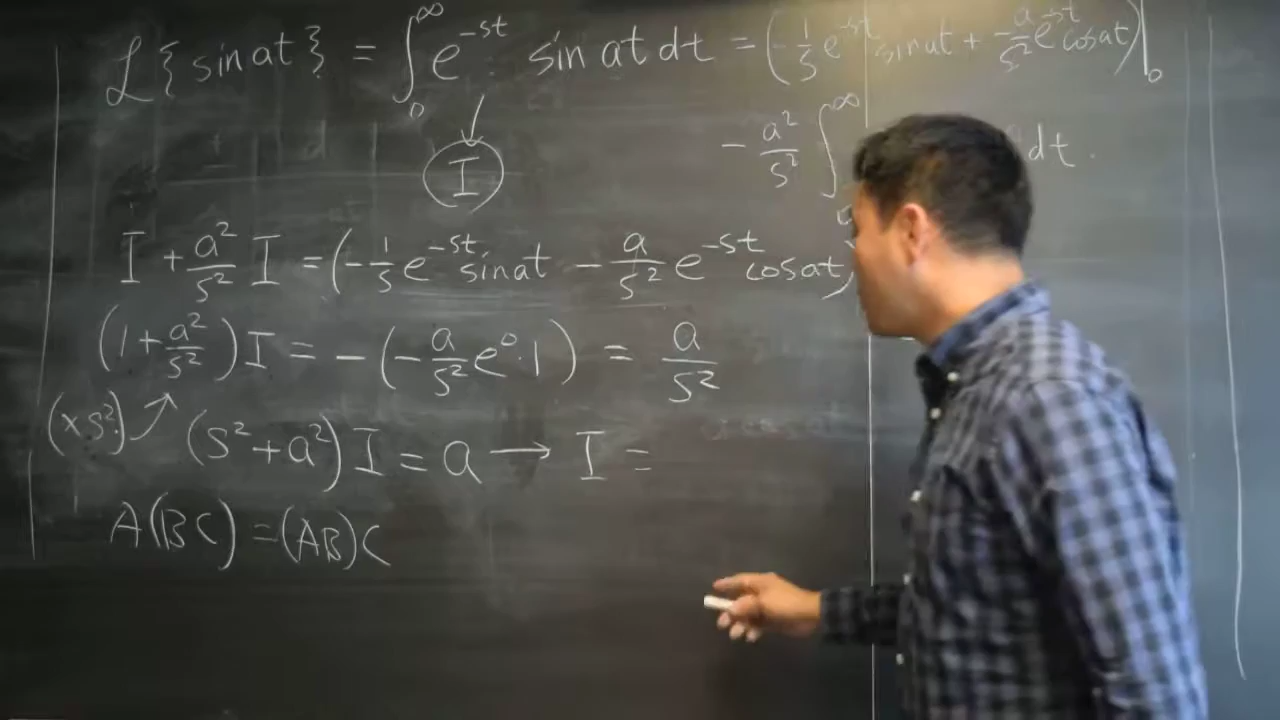 ℒ{sin at} = ∫₀^∞ e^{-st} sin at dt = (-1/s e^{-st} sin at + -a/s² e^{-st} cos at)|₀
- a²/s² ∫₀^∞ dt.
I
I + a²/s² I = (-1/s e^{-st} sin at - a/s² e^{-st} cos at)
(1 + a²/s²) I = -(-a/s² e⁰·1) = a/s²
(×s²) (s² + a²) I = a → I =
A(BC) = (AB)C